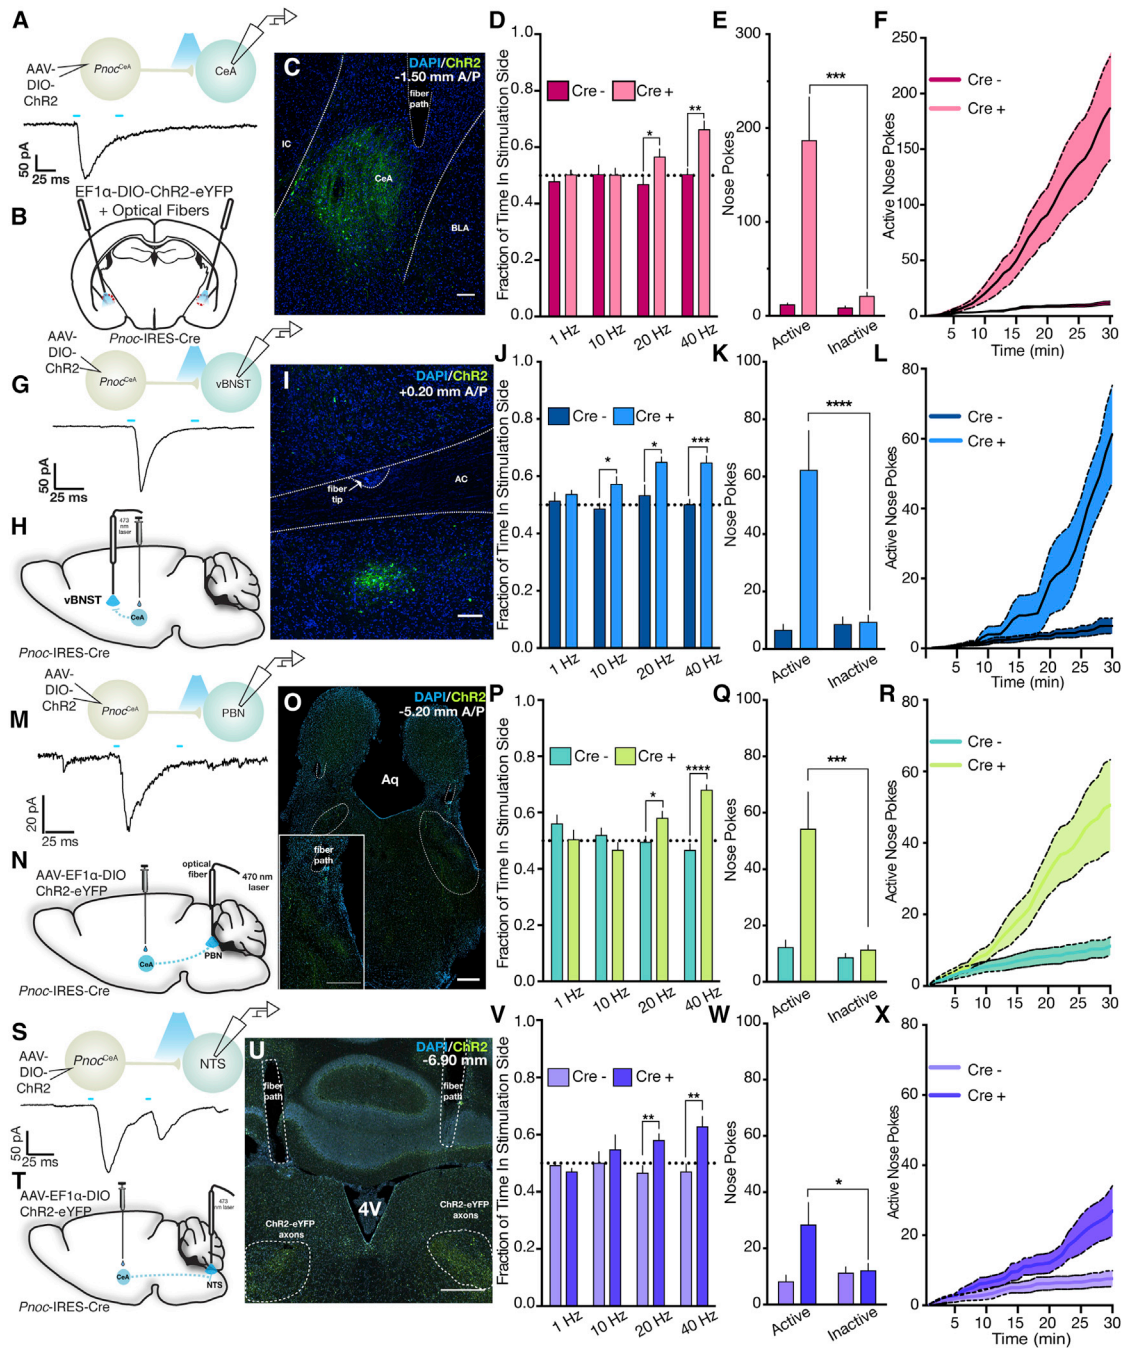 A
AAV-
DIO-
ChR2
Pnoc^CeA
CeA
50 pA
25 ms
B
EF1α-DIO-ChR2-eYFP
+ Optical Fibers
Pnoc-IRES-Cre
C
DAPI/ChR2
-1.50 mm A/P
fiber
path
IC
CeA
BLA
D
Fraction of Time In Stimulation Side
1.0
0.8
0.6
0.4
0.2
0.0
Cre -
Cre +
*
**
1 Hz
10 Hz
20 Hz
40 Hz
E
Nose Pokes
300
200
100
0
***
Active
Inactive
F
Active Nose Pokes
250
200
150
100
50
0
Cre -
Cre +
5
10
15
20
25
30
Time (min)
G
AAV-
DIO-
ChR2
Pnoc^CeA
vBNST
50 pA
25 ms
H
473
nm
laser
vBNST
CeA
Pnoc-IRES-Cre
I
DAPI/ChR2
+0.20 mm A/P
fiber
tip
AC
J
Fraction of Time In Stimulation Side
1.0
0.8
0.6
0.4
0.2
0.0
Cre -
Cre +
*
*
***
1 Hz
10 Hz
20 Hz
40 Hz
K
Nose Pokes
100
80
60
40
20
0
****
Active
Inactive
L
Active Nose Pokes
80
60
40
20
0
Cre -
Cre +
5
10
15
20
25
30
Time (min)
M
AAV-
DIO-
ChR2
Pnoc^CeA
PBN
20 pA
25 ms
N
AAV-EF1α-DIO
ChR2-eYFP
optical
fiber
470 nm
laser
CeA
PBN
Pnoc-IRES-Cre
O
DAPI/ChR2
-5.20 mm A/P
Aq
fiber
path
P
Fraction of Time In Stimulation Side
1.0
0.8
0.6
0.4
0.2
0.0
Cre -
Cre +
*
****
1 Hz
10 Hz
20 Hz
40 Hz
Q
Nose Pokes
100
80
60
40
20
0
***
Active
Inactive
R
Active Nose Pokes
80
60
40
20
0
Cre -
Cre +
5
10
15
20
25
30
S
AAV-
DIO-
ChR2
Pnoc^CeA
NTS
50 pA
25 ms
T
AAV-EF1α-DIO
ChR2-eYFP
473
nm laser
CeA
NTS
Pnoc-IRES-Cre
U
DAPI/ChR2
-6.90 mm
fiber
path
fiber
path
4V
ChR2-eYFP
axons
ChR2-eYFP
axons
V
Fraction of Time In Stimulation Side
1.0
0.8
0.6
0.4
0.2
0.0
Cre -
Cre +
**
**
1 Hz
10 Hz
20 Hz
40 Hz
W
Nose Pokes
100
80
60
40
20
0
*
Active
Inactive
X
Active Nose Pokes
80
60
40
20
0
Cre -
Cre +
5
10
15
20
25
30
Time (min)